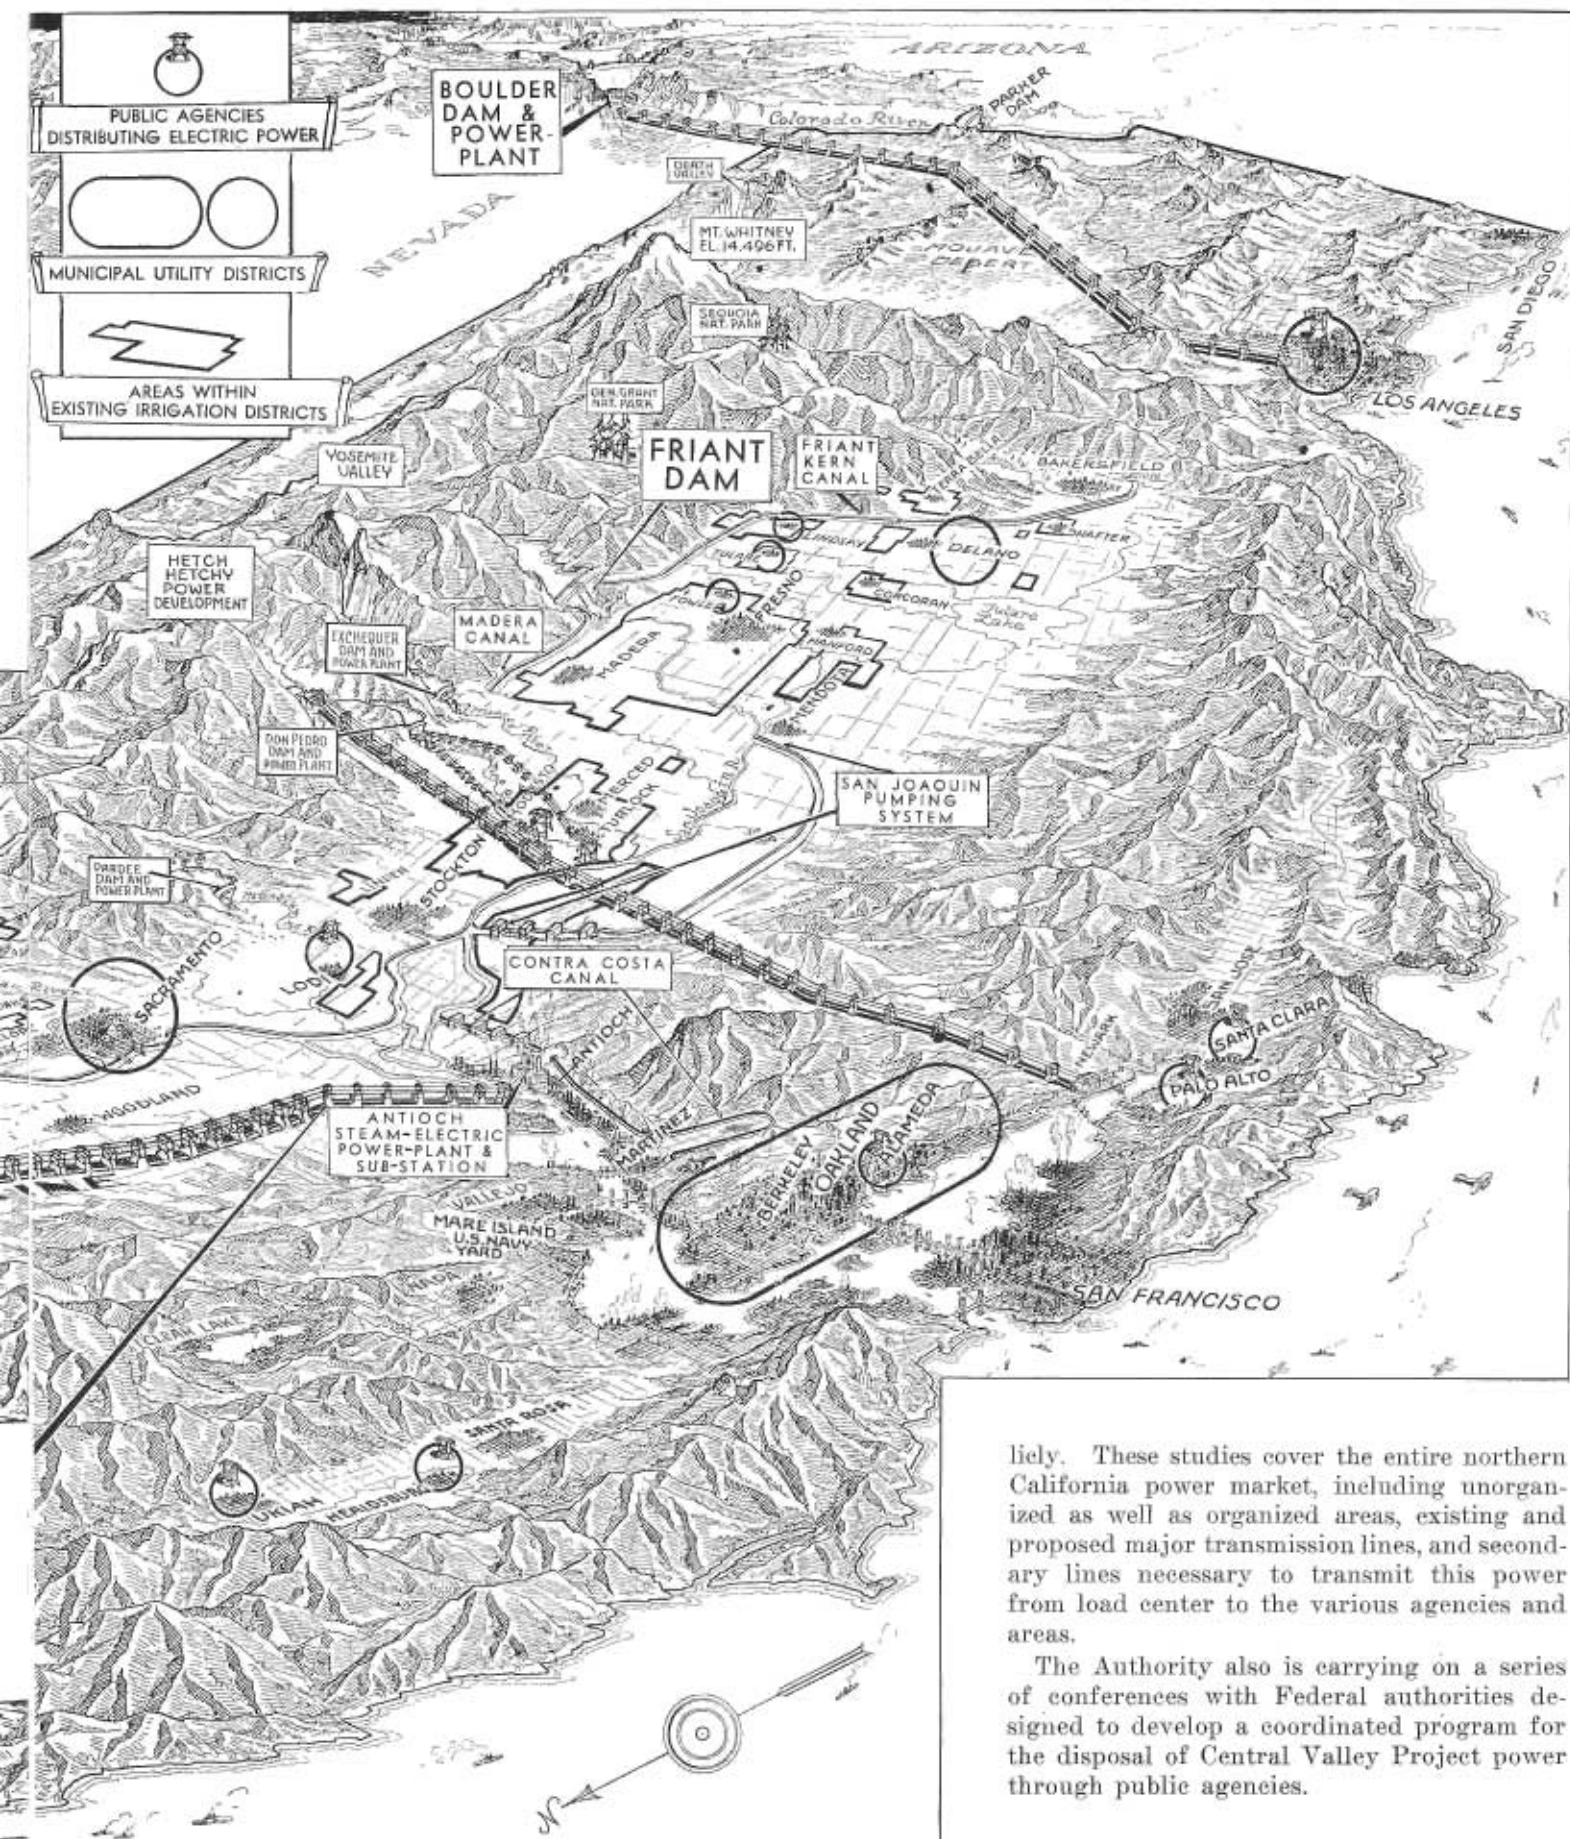 PUBLIC AGENCIES
DISTRIBUTING ELECTRIC POWER
MUNICIPAL UTILITY DISTRICTS
AREAS WITHIN
EXISTING IRRIGATION DISTRICTS
BOULDER
DAM &
POWER-
PLANT
ARIZONA
PARKER
DAM
Colorado River
NEVADA
DEATH
VALLEY
MT. WHITNEY
EL. 14,496 FT.
MOJAVE
DESERT
SAN DIEGO
LOS ANGELES
SEQUOIA
NAT. PARK
GEN. GRANT
NAT. PARK
YOSEMITE
VALLEY
FRIANT
DAM
FRIANT
KERN
CANAL
BAKERSFIELD
LINDSAY
DELANO
SHAFTER
TULARE
CORCORAN
Tulare
Lake
FOWLER
FRESNO
HANFORD
MADERA
MENDOTA
HETCH
HETCHY
POWER
DEVELOPMENT
MADERA
CANAL
EXCHEQUER
DAM AND
POWER PLANT
DON PEDRO
DAM AND
POWER PLANT
MERCED
TURLOCK
San Joaquin R.
SAN JOAQUIN
PUMPING
SYSTEM
PARDEE
DAM AND
POWER PLANT
STOCKTON
SACRAMENTO
LODI
CONTRA COSTA
CANAL
SAN JOSE
SANTA CLARA
NEWARK
PALO ALTO
ANTIOCH
WOODLAND
ANTIOCH
STEAM-ELECTRIC
POWER-PLANT &
SUB-STATION
MARTINEZ
BERKELEY
OAKLAND
ALAMEDA
VALLEJO
MARE ISLAND
U.S. NAVY
YARD
NAPA
SAN FRANCISCO
CLEAR LAKE
SANTA ROSA
UKIAH
HEALDSBURG
N
licly. These studies cover the entire northern
California power market, including unorgan-
ized as well as organized areas, existing and
proposed major transmission lines, and second-
ary lines necessary to transmit this power
from load center to the various agencies and
areas.
The Authority also is carrying on a series
of conferences with Federal authorities de-
signed to develop a coordinated program for
the disposal of Central Valley Project power
through public agencies.